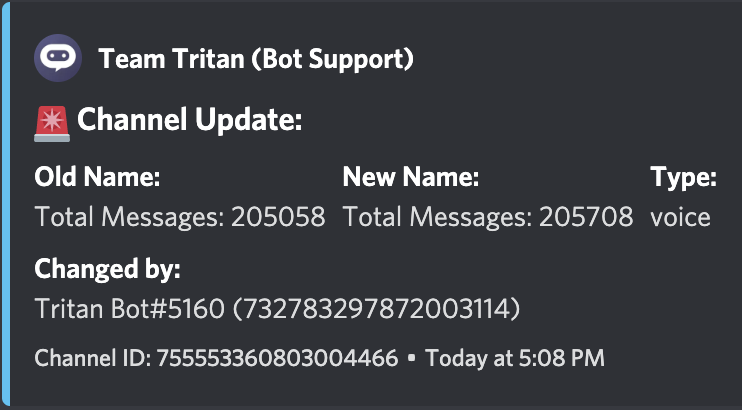 Team Tritan (Bot Support)
Channel Update:
Old Name: New Name: Type:
Total Messages: 205058 Total Messages: 205708 voice
Changed by:
Tritan Bot#5160 (732783297872003114)
Channel ID: 755553360803004466 • Today at 5:08 PM